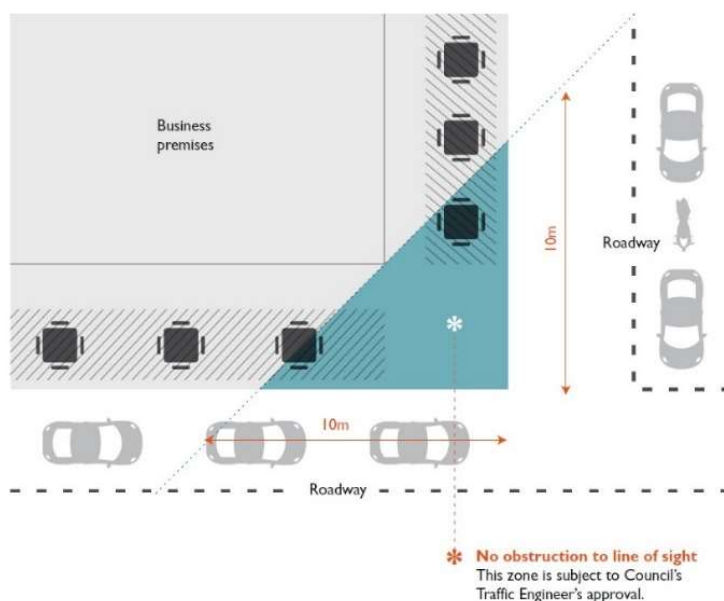 Business
premises
10m
Roadway
10m
Roadway
* No obstruction to line of sight
This zone is subject to Council's
Traffic Engineer's approval.